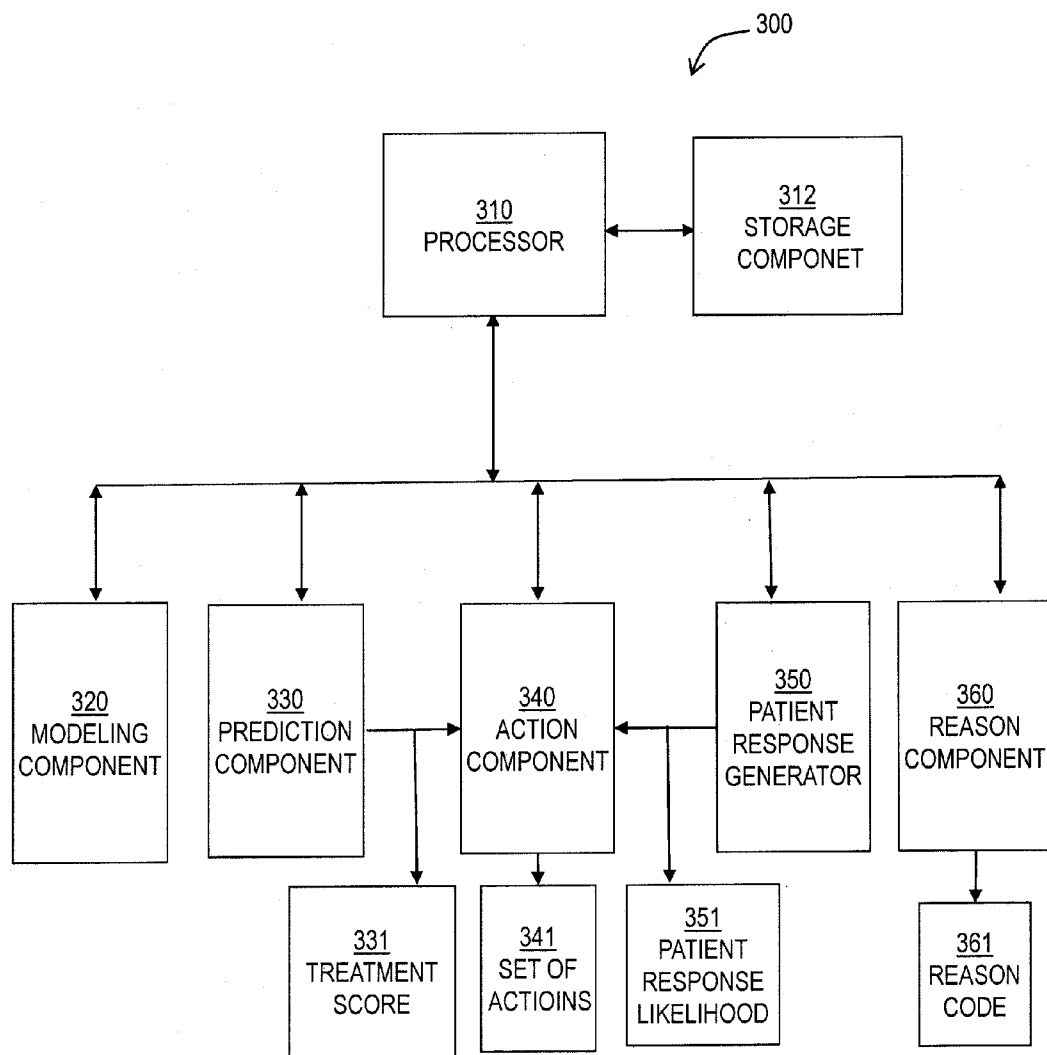 300
310
PROCESSOR
312
STORAGE
COMPONET
320
MODELING
COMPONENT
330
PREDICTION
COMPONENT
340
ACTION
COMPONENT
350
PATIENT
RESPONSE
GENERATOR
360
REASON
COMPONENT
331
TREATMENT
SCORE
341
SET OF
ACTIOINS
351
PATIENT
RESPONSE
LIKELIHOOD
361
REASON
CODE